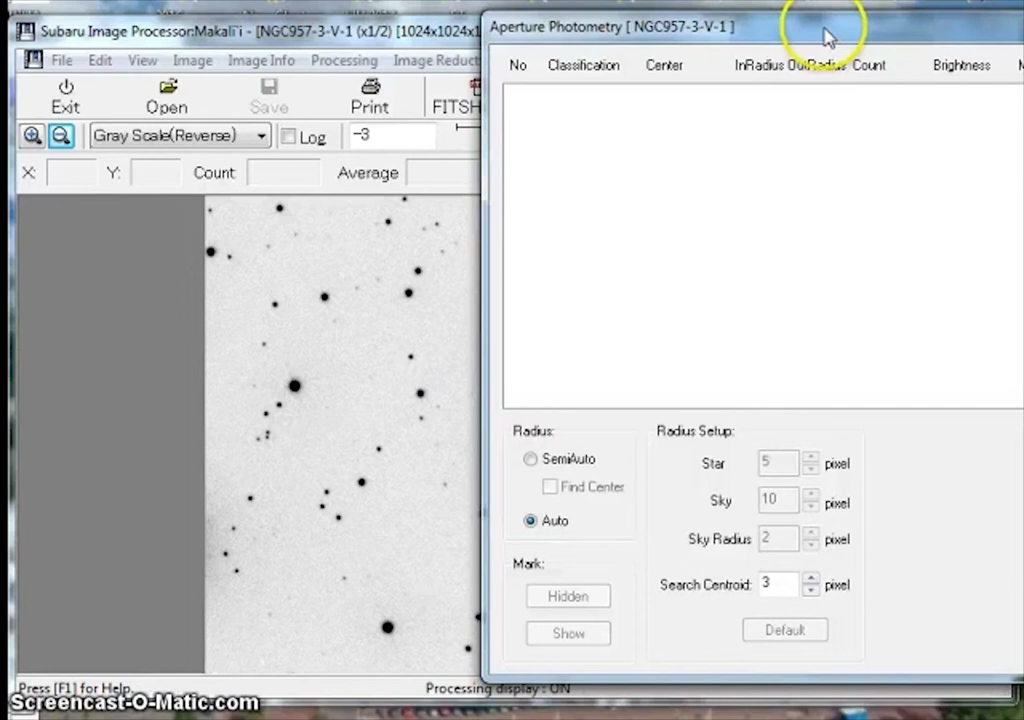 Subaru Image Processor:Makali`i - [NGC957-3-V-1 (x1/2) [1024x1024x1
Aperture Photometry [ NGC957-3-V-1 ]
File Edit View Image Image Info Processing Image Reduct
No Classification Center InRadius OutRadius Count Brightness
Exit Open Save Print FITSH
Gray Scale(Reverse) Log -3
X: Y: Count Average
Radius: Radius Setup:
SemiAuto Star 5 pixel
Find Center Sky 10 pixel
Auto Sky Radius 2 pixel
Mark: Search Centroid: 3 pixel
Hidden
Show Default
Press [F1] for Help. Processing display : ON
Screencast-O-Matic.com